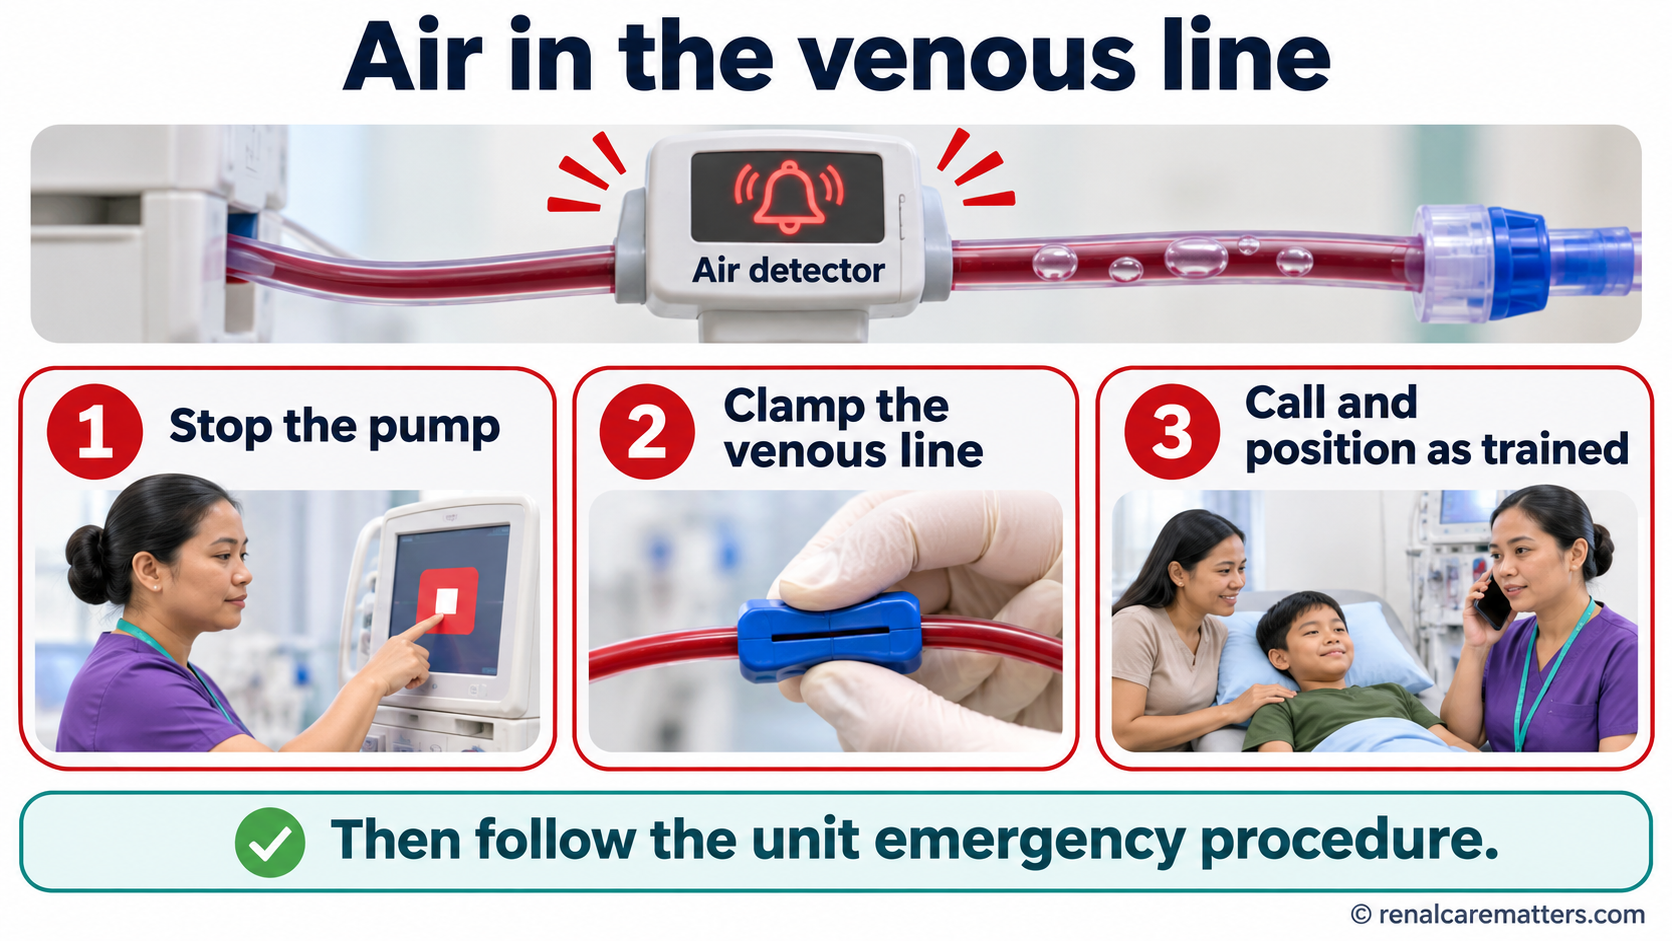 Air in the venous line
Air detector
1
Stop the pump
2
Clamp the
venous line
3
Call and
position as trained
Then follow the unit emergency procedure.
© renalcarematters.com